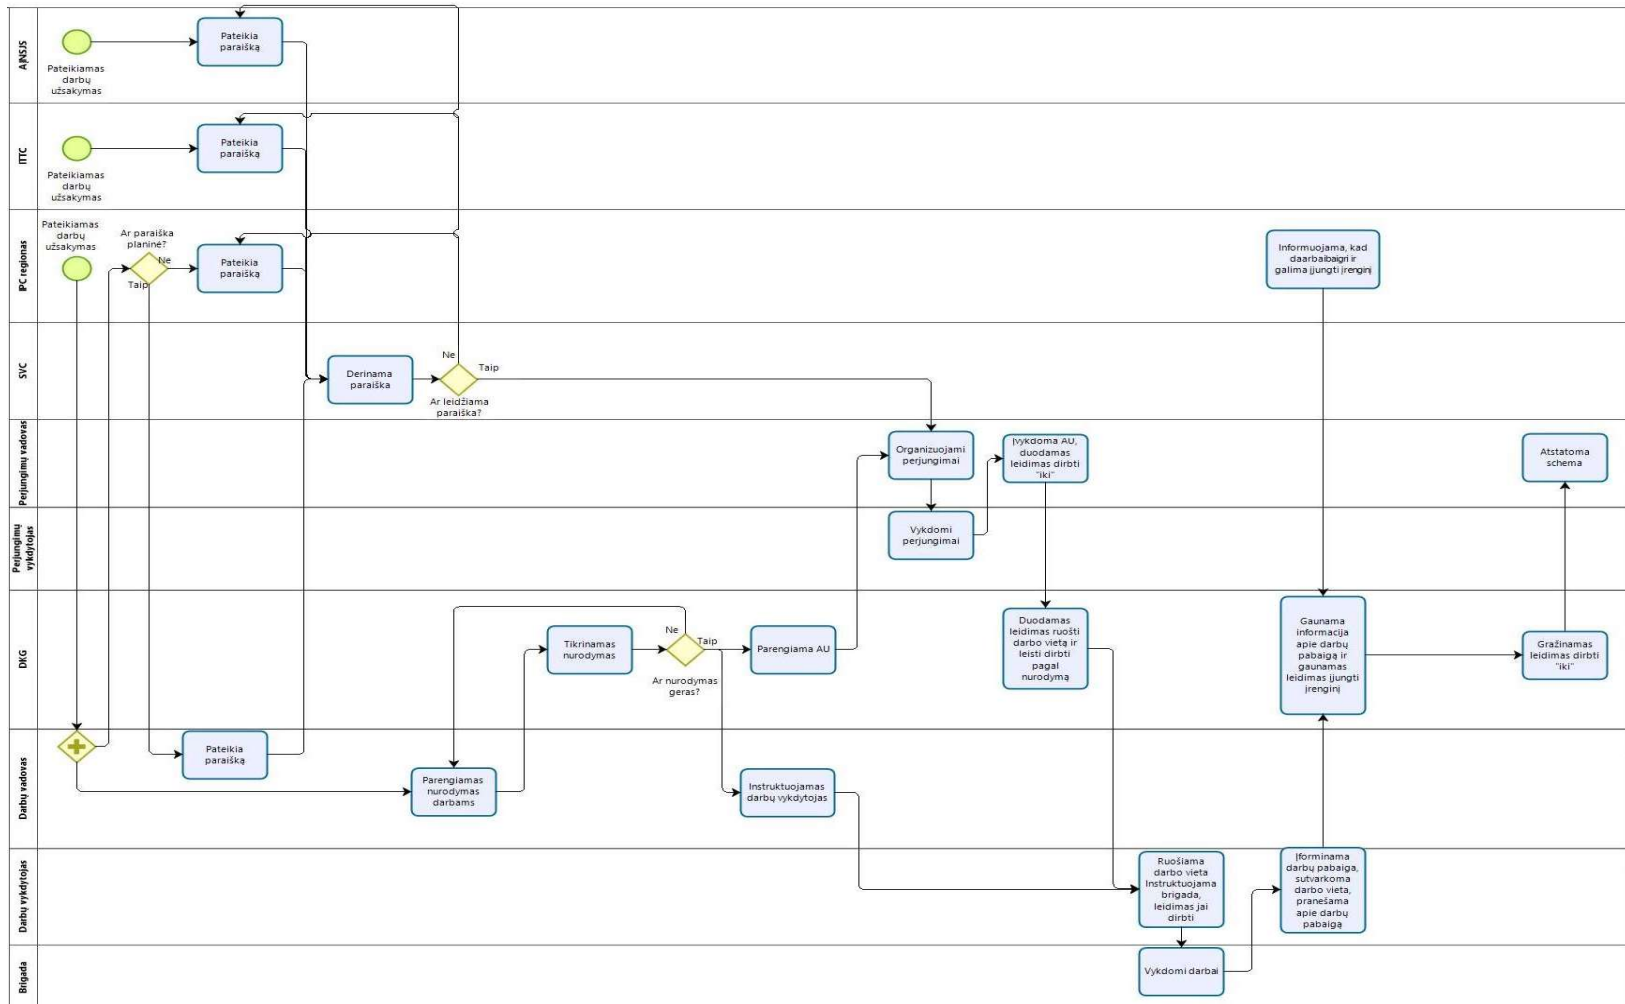 AĮNSJS
Pateikiamas
darbų
užsakymas
Pateikia
paraišką
ITTC
Pateikiamas
darbų
užsakymas
Pateikia
paraišką
IPC regionas
Pateikiamas
darbų
užsakymas
Ar paraiška
planinė?
Ne
Taip
Pateikia
paraišką
Informuojama, kad
daarbaibaigri ir
galima įjungti įrenginį
SVC
Derinama
paraiška
Ne
Taip
Ar leidžiama
paraiška?
Perjungimų vadovas
Organizuojami
perjungimai
Įvykdoma AU,
duodamas
leidimas dirbti
"iki"
Atstatoma
schema
Perjungimų
vykdytojas
Vykdomi
perjungimai
DKG
Tikrinamas
nurodymas
Ne
Taip
Ar nurodymas
geras?
Parengiama AU
Duodamas
leidimas ruošti
darbo vietą ir
leisti dirbti
pagal
nurodymą
Gaunama
informacija
apie darbų
pabaigą ir
gaunamas
leidimas įjungti
įrenginį
Gražinamas
leidimas dirbti
"iki"
Darbų vadovas
Pateikia
paraišką
Parengiamas
nurodymas
darbams
Instruktuojamas
darbų vykdytojas
Darbų vykdytojas
Ruošiama
darbo vieta
Instruktuojama
brigada,
leidimas jai
dirbti
Įforminama
darbų pabaiga,
sutvarkoma
darbo vieta,
pranešama
apie darbų
pabaigą
Brigada
Vykdomi darbai